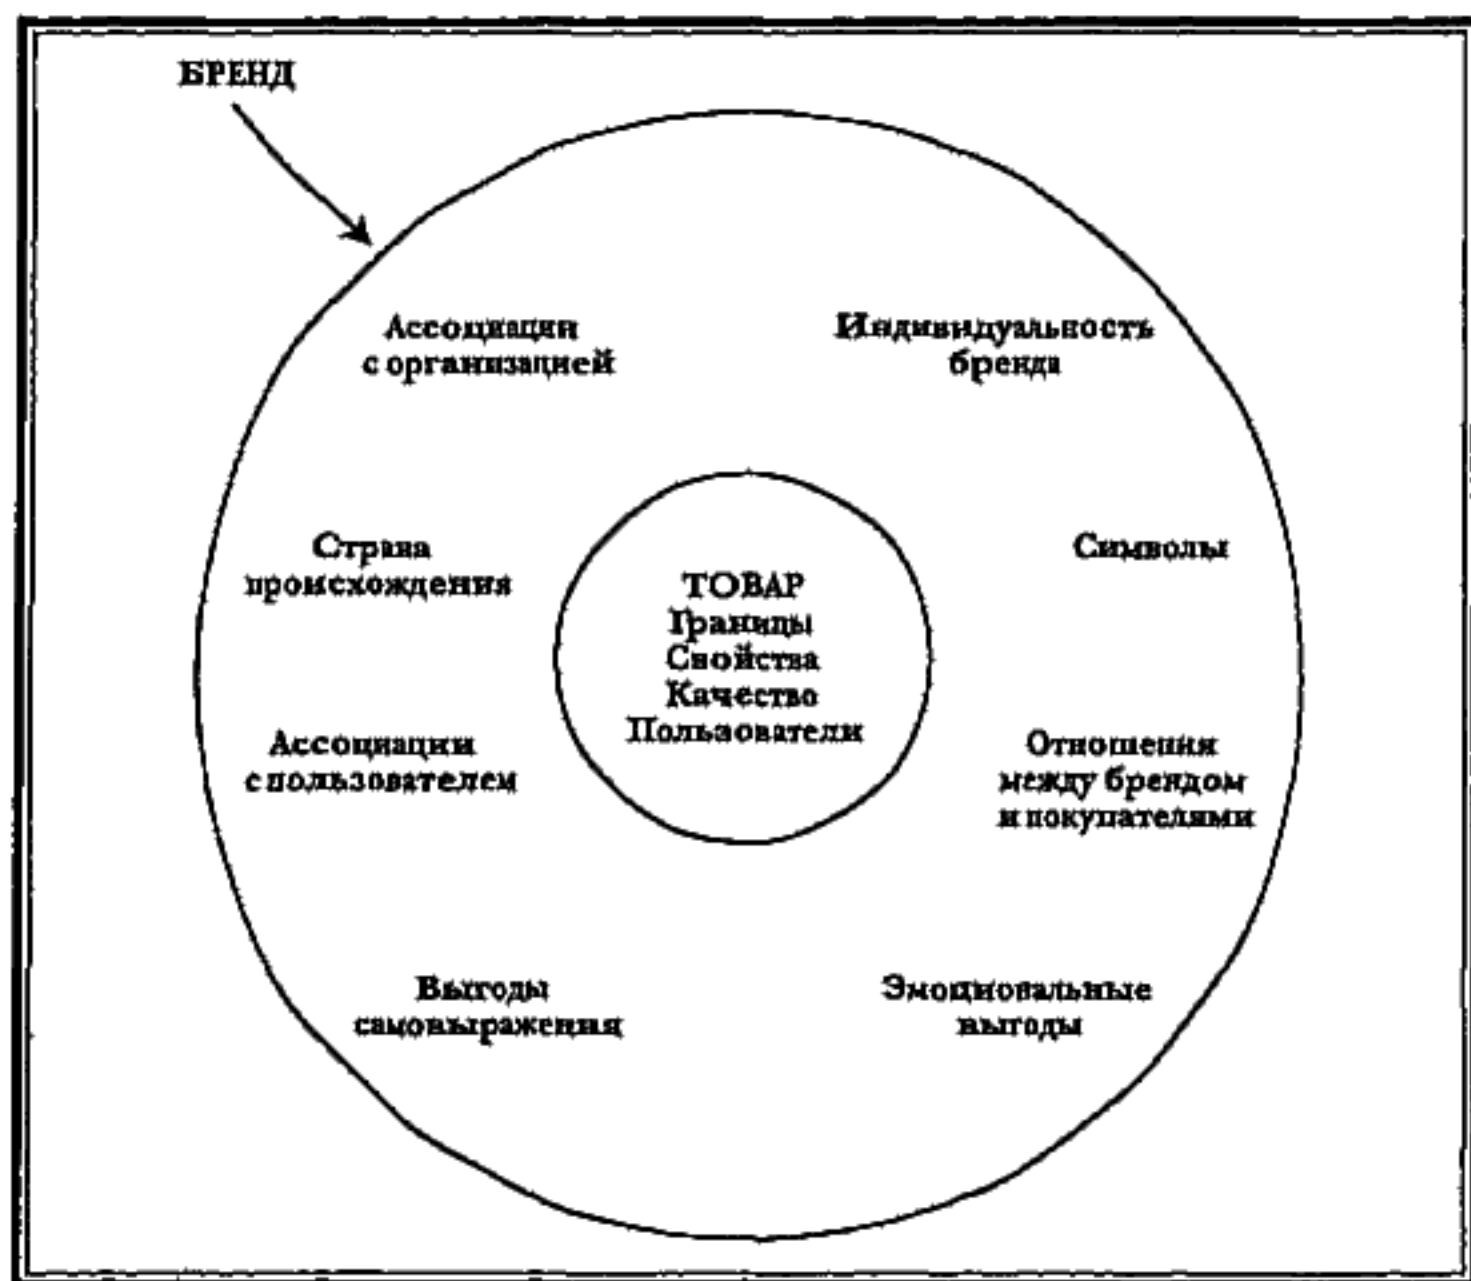 БРЕНД
Ассоциации
с организацией
Индивидуальность
бренда
Страна
происхождения
Символы
ТОВАР
Границы
Свойства
Качество
Пользователи
Ассоциации
с пользователем
Отношения
между брендом
и покупателями
Выгоды
самовыражения
Эмоциональные
выгоды